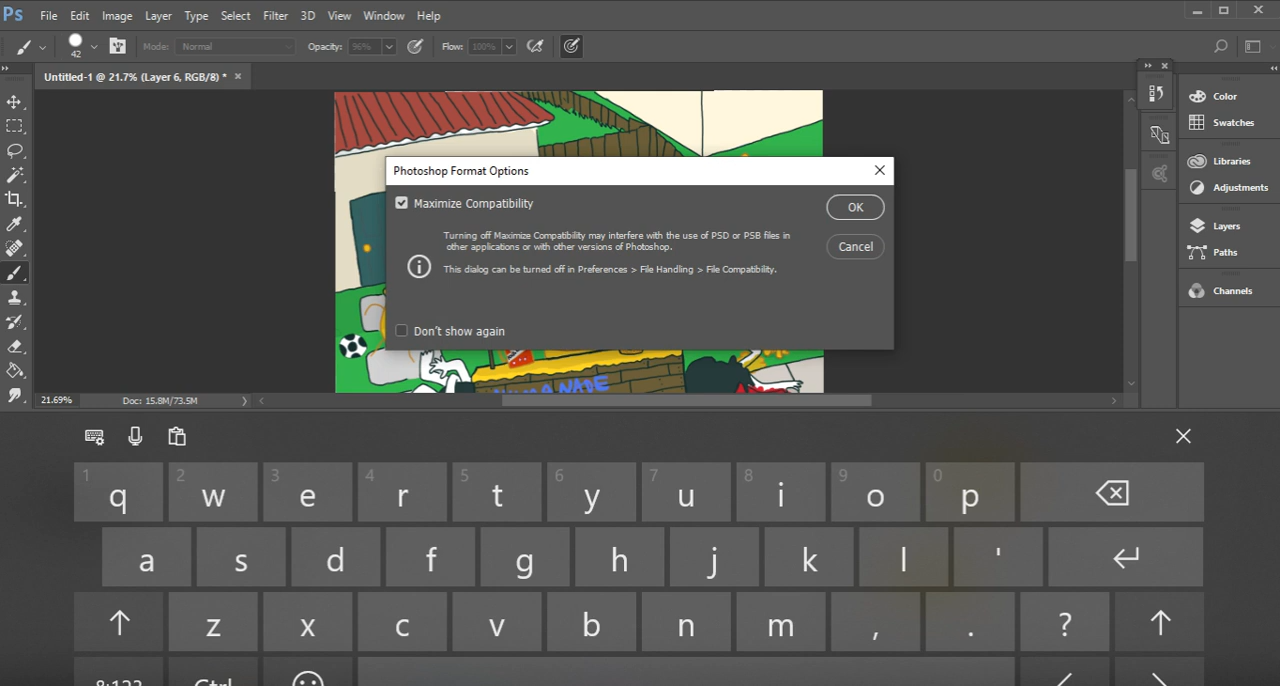 Ps File Edit Image Layer Type Select Filter 3D View Window Help
42 Mode: Normal Opacity: 96% Flow: 100%
Untitled-1 @ 21.7% (Layer 6, RGB/8) *
Color
Swatches
Libraries
Adjustments
Layers
Paths
Channels
Photoshop Format Options
Maximize Compatibility
OK
Turning off Maximize Compatibility may interfere with the use of PSD or PSB files in
other applications or with other versions of Photoshop.
Cancel
This dialog can be turned off in Preferences > File Handling > File Compatibility.
Don't show again
21.69% Doc: 15.8M/73.5M
1 2 3 4 5 6 7 8 9 0
q w e r t y u i o p
a s d f g h j k l '
z x c v b n m , . ?
&123 Ctrl